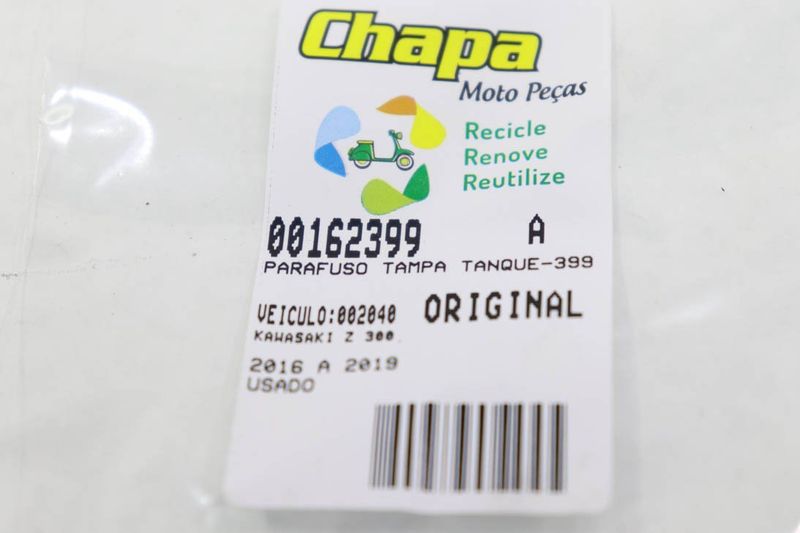 Chapa
Moto Peças
Recicle
Renove
Reutilize
00162399 A
PARAFUSO TAMPA TANQUE-399
VEICULO:002040 ORIGINAL
KAWASAKI Z 300
2016 A 2019
USADO